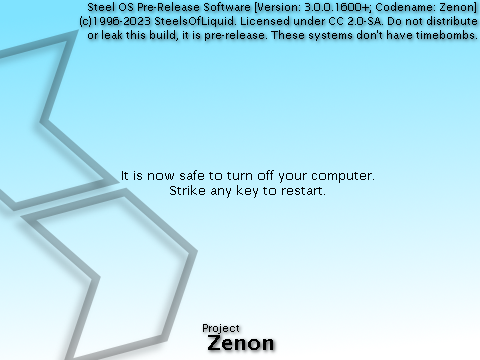 Steel OS Pre-Release Software [Version: 3.0.0.1600+; Codename: Zenon]
(c)1996-2023 SteelsOfLiquid. Licensed under CC 2.0-SA. Do not distribute
or leak this build, it is pre-release. These systems don't have timebombs.
It is now safe to turn off your computer.
Strike any key to restart.
Project
Zenon